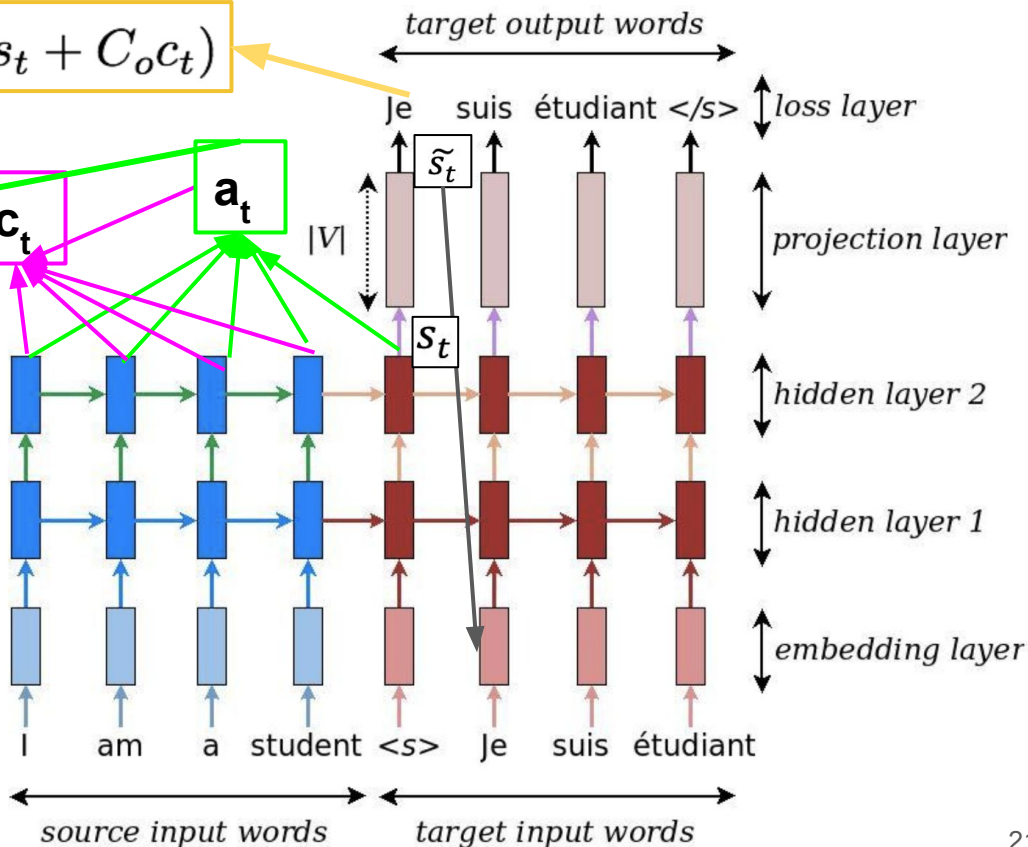 target output words
s_t + C_o c_t)
Je suis étudiant </s> loss layer
s̃_t
a_t
c_t
|V| projection layer
s_t
hidden layer 2
hidden layer 1
embedding layer
I am a student <s> Je suis étudiant
source input words target input words
21